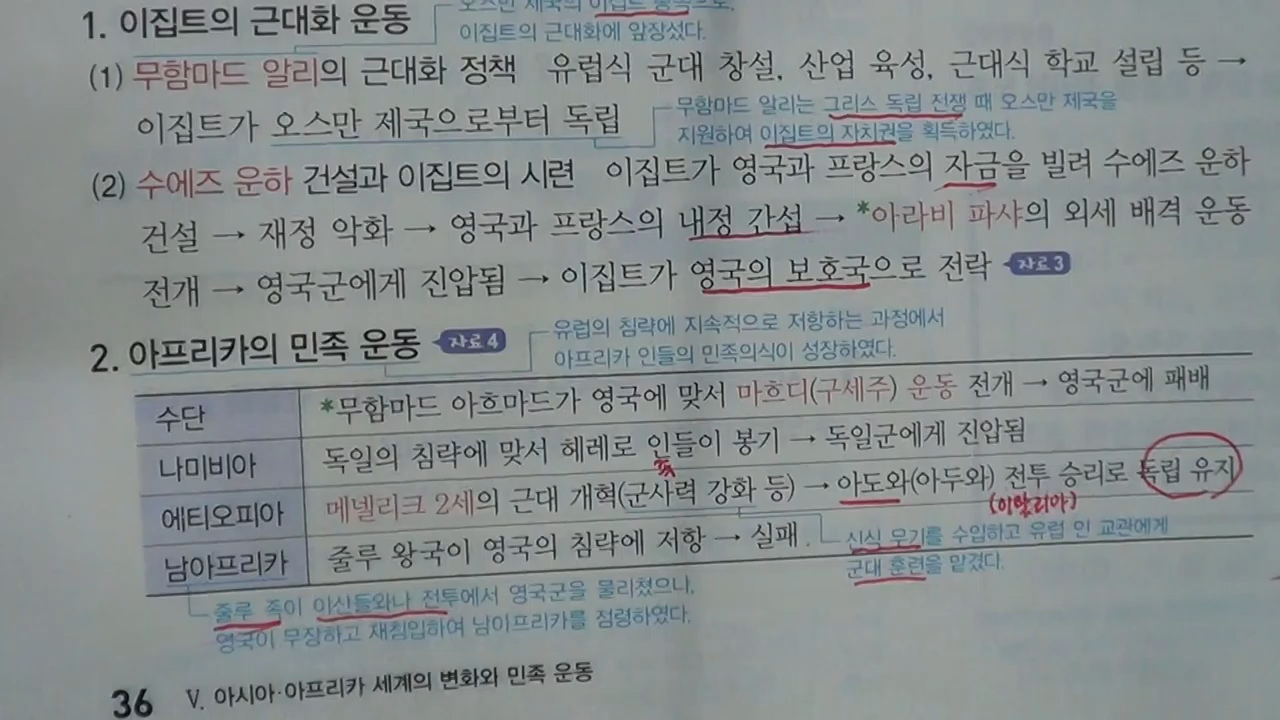 오스만 제국의 이집트 총독으로,
1. 이집트의 근대화 운동
이집트의 근대화에 앞장섰다.
(1) 무함마드 알리의 근대화 정책 유럽식 군대 창설, 산업 육성, 근대식 학교 설립 등 →
이집트가 오스만 제국으로부터 독립
무함마드 알리는 그리스 독립 전쟁 때 오스만 제국을
지원하여 이집트의 자치권을 획득하였다.
(2) 수에즈 운하 건설과 이집트의 시련 이집트가 영국과 프랑스의 자금을 빌려 수에즈 운하
건설 → 재정 악화 → 영국과 프랑스의 내정 간섭 → *아라비 파샤의 외세 배격 운동
전개 → 영국군에게 진압됨 → 이집트가 영국의 보호국으로 전락 자료 3
2. 아프리카의 민족 운동 자료 4
유럽의 침략에 지속적으로 저항하는 과정에서
아프리카 인들의 민족의식이 성장하였다.
수단 *무함마드 아흐마드가 영국에 맞서 마흐디(구세주) 운동 전개 → 영국군에 패배
나미비아 독일의 침략에 맞서 헤레로 인들이 봉기 → 독일군에게 진압됨
에티오피아 메넬리크 2세의 근대 개혁(군사력 강화 등) → 아도와(아두와) 전투 승리로 독립 유지
(이탈리아)
남아프리카 줄루 왕국이 영국의 침략에 저항 → 실패
신식 무기를 수입하고 유럽 인 교관에게
군대 훈련을 맡겼다.
줄루 족이 이산들와나 전투에서 영국군을 물리쳤으나,
영국이 무장하고 재침입하여 남아프리카를 점령하였다.
36 V. 아시아·아프리카 세계의 변화와 민족 운동